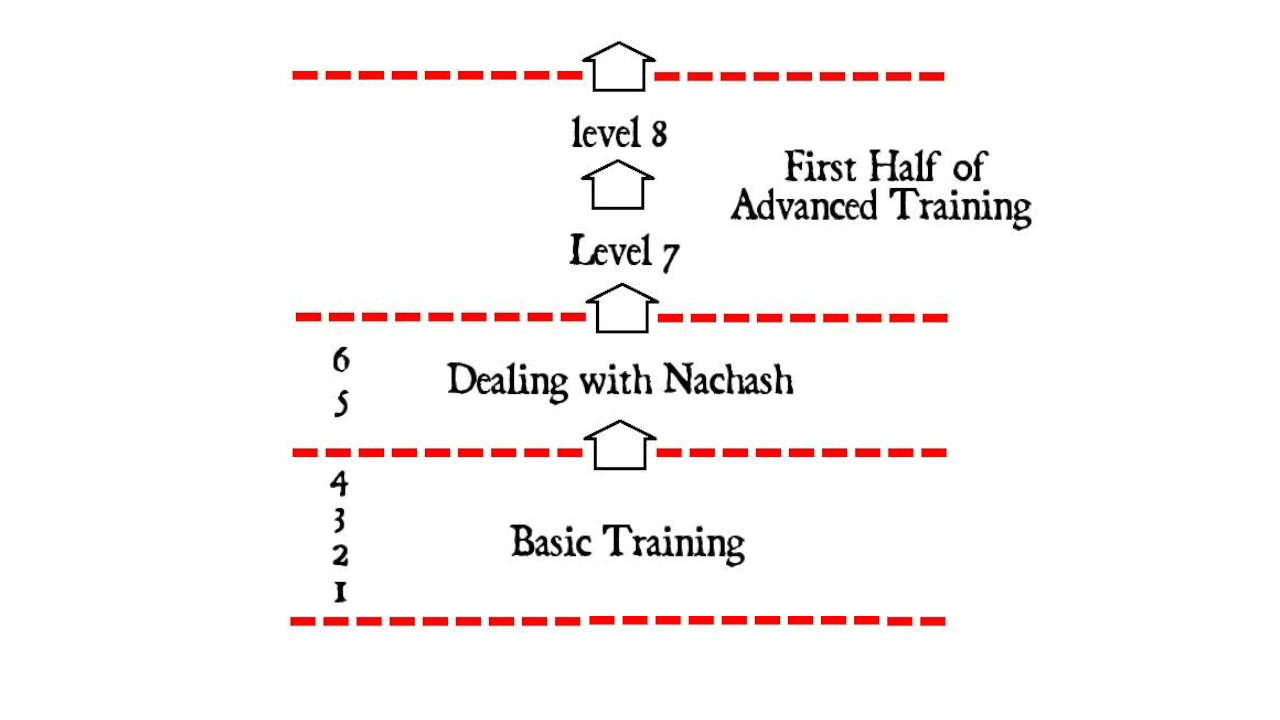 level 8
First Half of
Advanced Training
Level 7
6
Dealing with Nachash
5
4
3
Basic Training
2
1